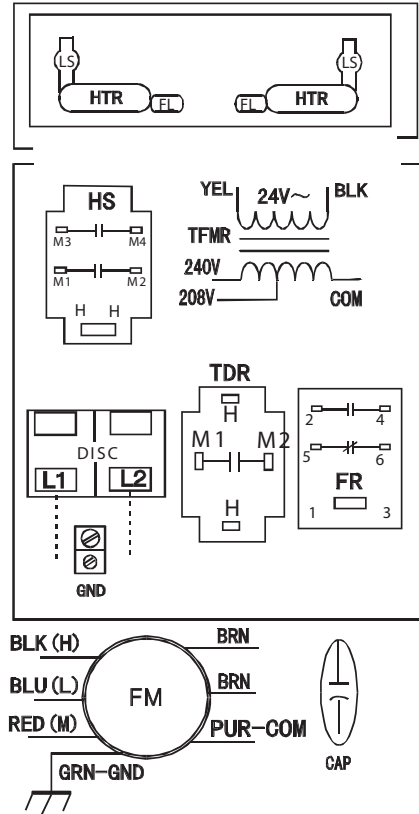 LS
LS
HTR
FL
FL
HTR
HS
M3
M4
M1
M2
H
H
YEL
24V~
BLK
TFMR
240V
208V
COM
TDR
H
M1
M2
H
DISC
L1
L2
GND
2
4
5
6
FR
1
3
BLK (H)
BRN
BLU (L)
FM
BRN
RED (M)
PUR-COM
GRN-GND
CAP